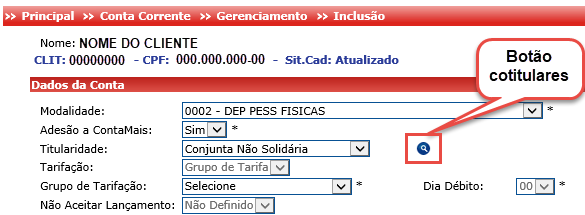 >> Principal >> Conta Corrente >> Gerenciamento >> Inclusão
Nome: NOME DO CLIENTE
CLIT: 00000000 - CPF: 000.000.000-00 - Sit.Cad: Atualizado
Botão
cotitulares
Dados da Conta
Modalidade: 0002 - DEP PESS FISICAS *
Adesão a ContaMais: Sim *
Titularidade: Conjunta Não Solidária
Tarifação: Grupo de Tarifa
Grupo de Tarifação: Selecione * Dia Débito: 00 *
Não Aceitar Lançamento: Não Definido